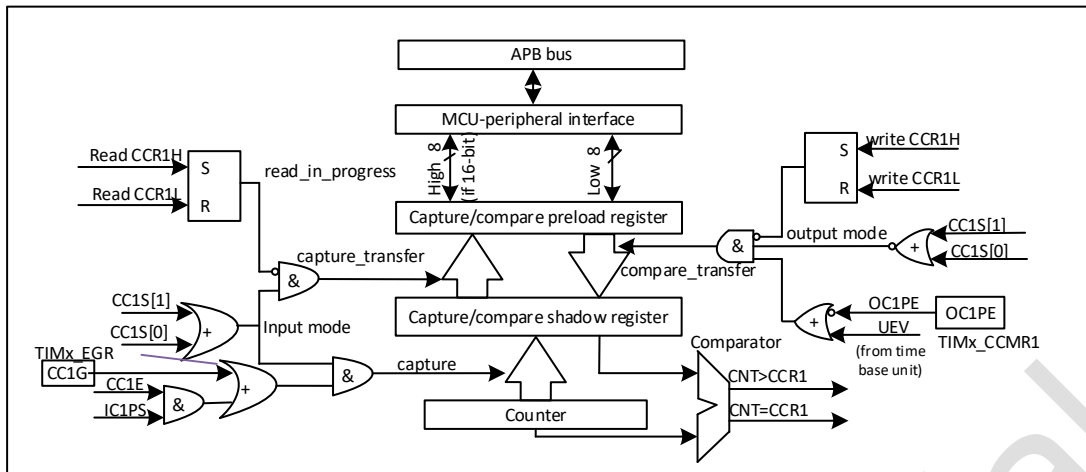 APB bus
MCU-peripheral interface
High 8
(if 16-bit)
Low 8
Read CCR1H
Read CCR1L
S
R
read_in_progress
write CCR1H
write CCR1L
S
R
Capture/compare preload register
output mode
CC1S[1]
CC1S[0]
+
&
capture_transfer
compare_transfer
&
CC1S[1]
CC1S[0]
+
Input mode
Capture/compare shadow register
OC1PE
UEV
(from time
base unit)
+
OC1PE
TIMx_CCMR1
TIMx_EGR
CC1G
CC1E
IC1PS
&
+
&
capture
Counter
Comparator
CNT>CCR1
CNT=CCR1